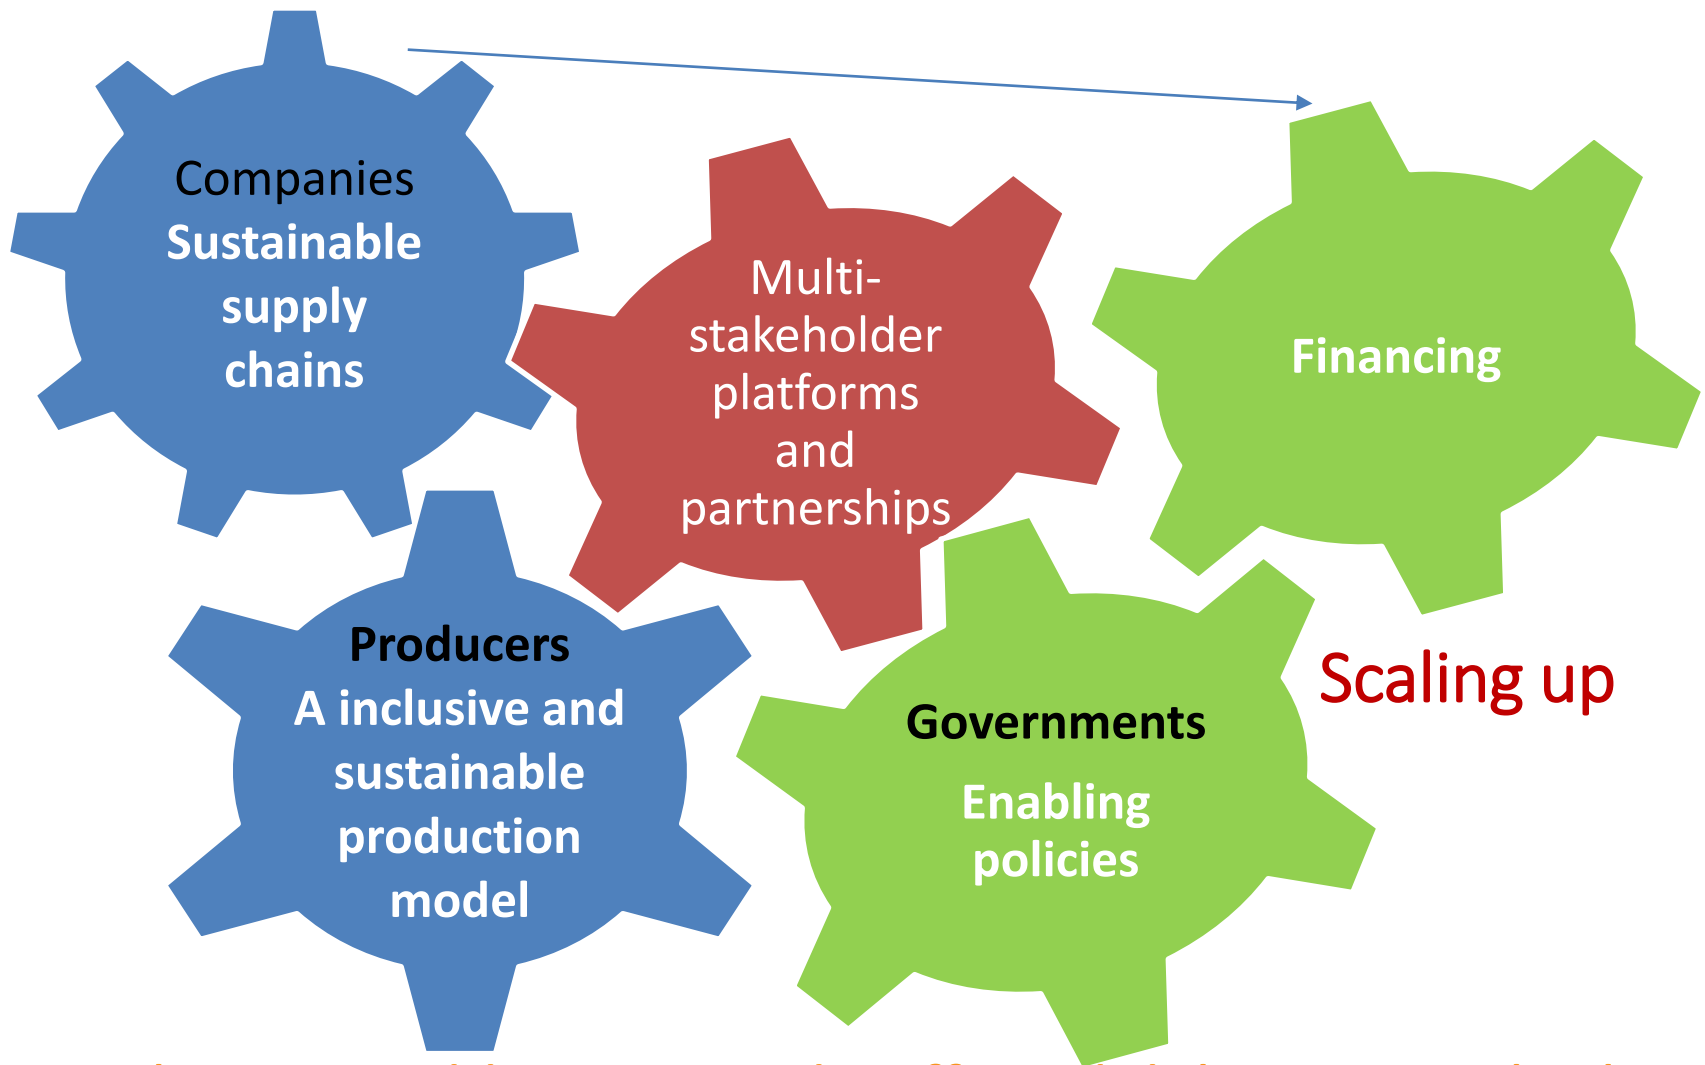 Companies
Sustainable
supply
chains
Multi-
stakeholder
platforms
and
partnerships
Financing
Producers
A inclusive and
sustainable
production
model
Governments
Enabling
policies
Scaling up